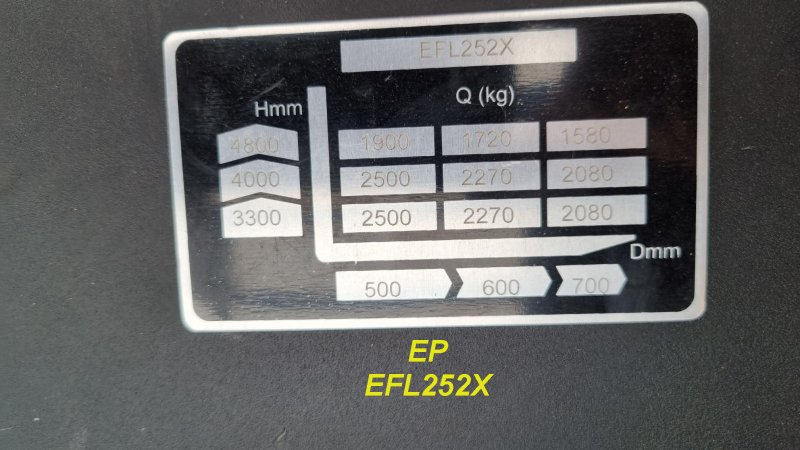 EFL252X
Hmm Q (kg)
4800 1900 1720 1580
4000 2500 2270 2080
3300 2500 2270 2080
Dmm
500 600 700
EP
EFL252X